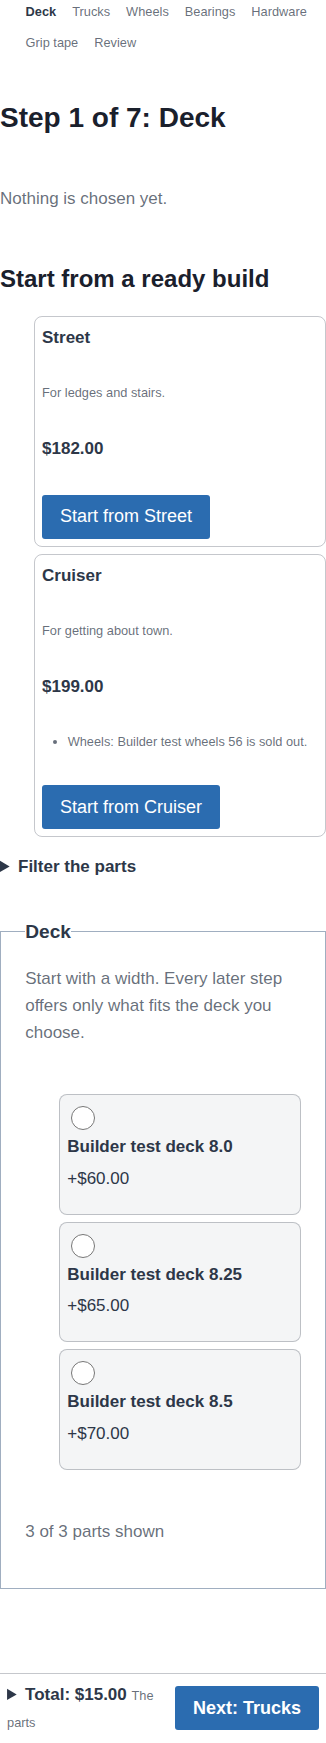 Deck Trucks Wheels Bearings Hardware
Grip tape Review
Step 1 of 7: Deck
Nothing is chosen yet.
Start from a ready build
Street
For ledges and stairs.
$182.00
Start from Street
Cruiser
For getting about town.
$199.00
Wheels: Builder test wheels 56 is sold out.
Start from Cruiser
Filter the parts
Deck
Start with a width. Every later step
offers only what fits the deck you
choose.
Builder test deck 8.0
+$60.00
Builder test deck 8.25
+$65.00
Builder test deck 8.5
+$70.00
3 of 3 parts shown
Total: $15.00 The
parts
Next: Trucks